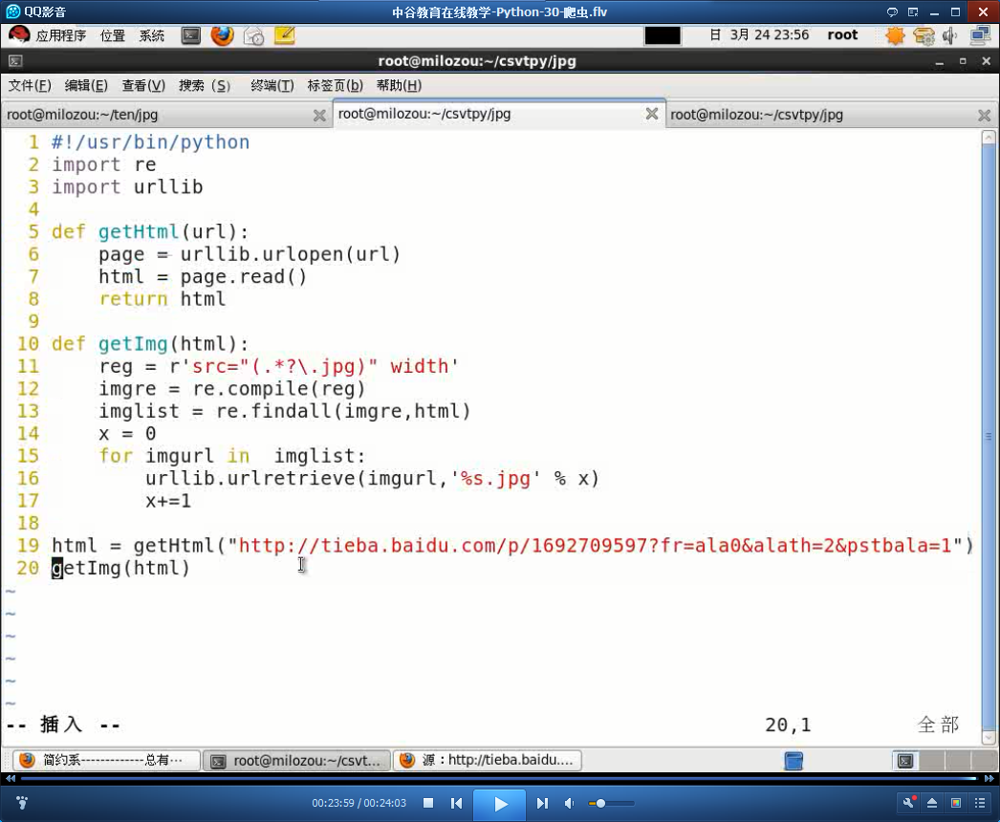 QQ影音
中谷教育在线教学-Python-30-爬虫.flv
应用程序 位置 系统
日 3月 24 23:56 root
root@milozou:~/csvtpy/jpg
文件(F) 编辑(E) 查看(V) 搜索 (S) 终端(T) 标签页(b) 帮助(H)
root@milozou:~/ten/jpg
root@milozou:~/csvtpy/jpg
root@milozou:~/csvtpy/jpg
1 #!/usr/bin/python
2 import re
3 import urllib
4
5 def getHtml(url):
6     page = urllib.urlopen(url)
7     html = page.read()
8     return html
9
10 def getImg(html):
11     reg = r'src="(.*?\.jpg)" width'
12     imgre = re.compile(reg)
13     imglist = re.findall(imgre,html)
14     x = 0
15     for imgurl in  imglist:
16         urllib.urlretrieve(imgurl,'%s.jpg' % x)
17         x+=1
18
19 html = getHtml("http://tieba.baidu.com/p/1692709597?fr=ala0&alath=2&pstbala=1")
20 getImg(html)
~
~
~
~
~
~
-- 插入 --
20,1
全部
简约系-------------总有…
root@milozou:~/csvt...
源：http://tieba.baidu....
00:23:59 / 00:24:03